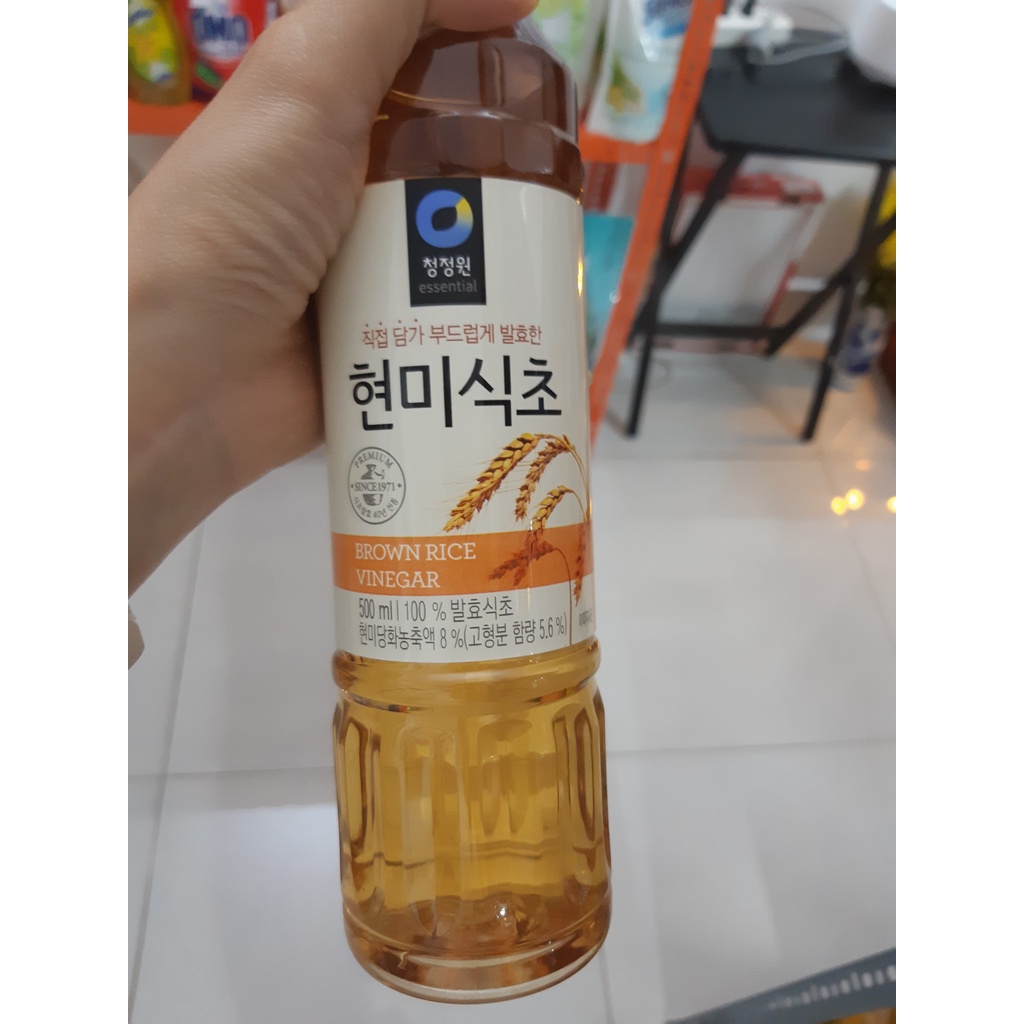 OMO
청정원
essential
직접 담가 부드럽게 발효한
현미식초
PREMIUM
SINCE1971
BROWN RICE
VINEGAR
500 ml | 100 % 발효식초
현미당화농축액 8 %(고형분 함량 5.6 %)